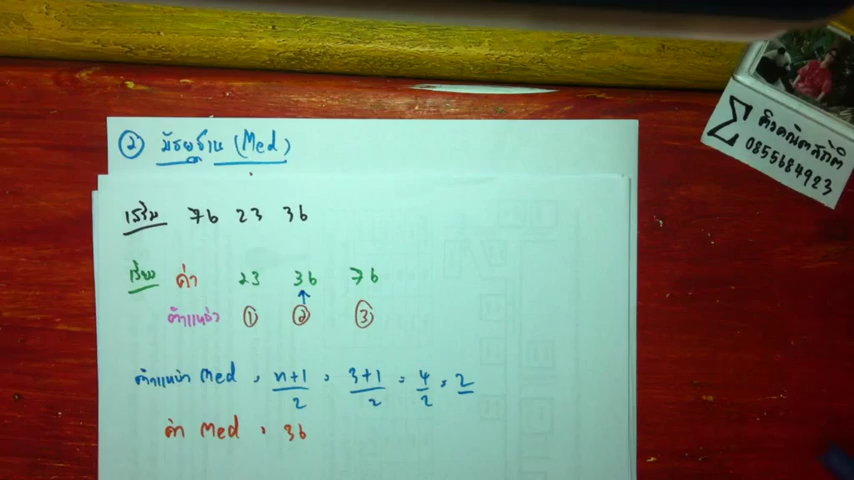 ② มัธยฐาน (Med)
เริ่ม 76 23 36
เรียง ค่า 23 36 76
ตำแหน่ง ① ② ③
ตำแหน่ง Med = n+1/2 = 3+1/2 = 4/2 = 2
ค่า Med = 36
Σ ติวคณิตสถิติ
0855684923